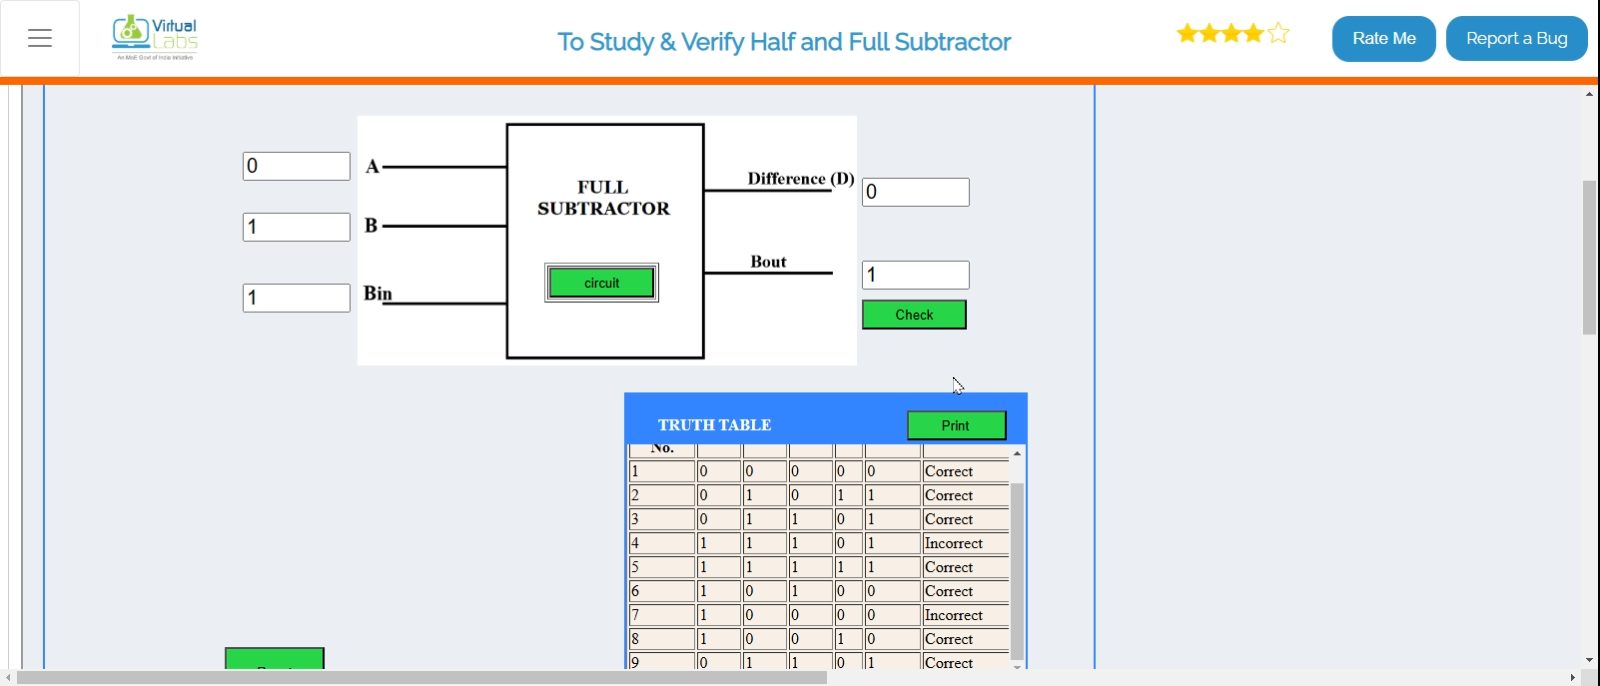 Virtual
Labs
An MoE Govt of India Initiative
To Study & Verify Half and Full Subtractor
Rate Me
Report a Bug
0
A
1
B
1
Bin
FULL
SUBTRACTOR
circuit
Difference (D)
0
Bout
1
Check
TRUTH TABLE
Print
No.
1 0 0 0 0 0 Correct
2 0 1 0 1 1 Correct
3 0 1 1 0 1 Correct
4 1 1 1 0 1 Incorrect
5 1 1 1 1 1 Correct
6 1 0 1 0 0 Correct
7 1 0 0 0 0 Incorrect
8 1 0 0 1 0 Correct
9 0 1 1 0 1 Correct